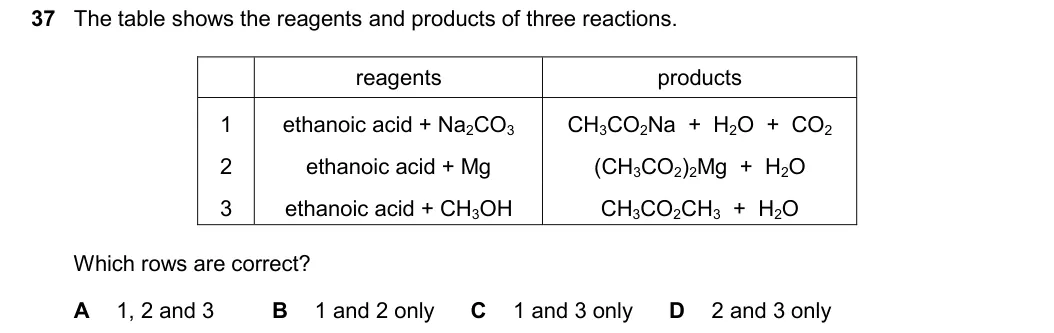 37 The table shows the reagents and products of three reactions.
reagents products
1 ethanoic acid + Na₂CO₃ CH₃CO₂Na + H₂O + CO₂
2 ethanoic acid + Mg (CH₃CO₂)₂Mg + H₂O
3 ethanoic acid + CH₃OH CH₃CO₂CH₃ + H₂O
Which rows are correct?
A 1, 2 and 3 B 1 and 2 only C 1 and 3 only D 2 and 3 only